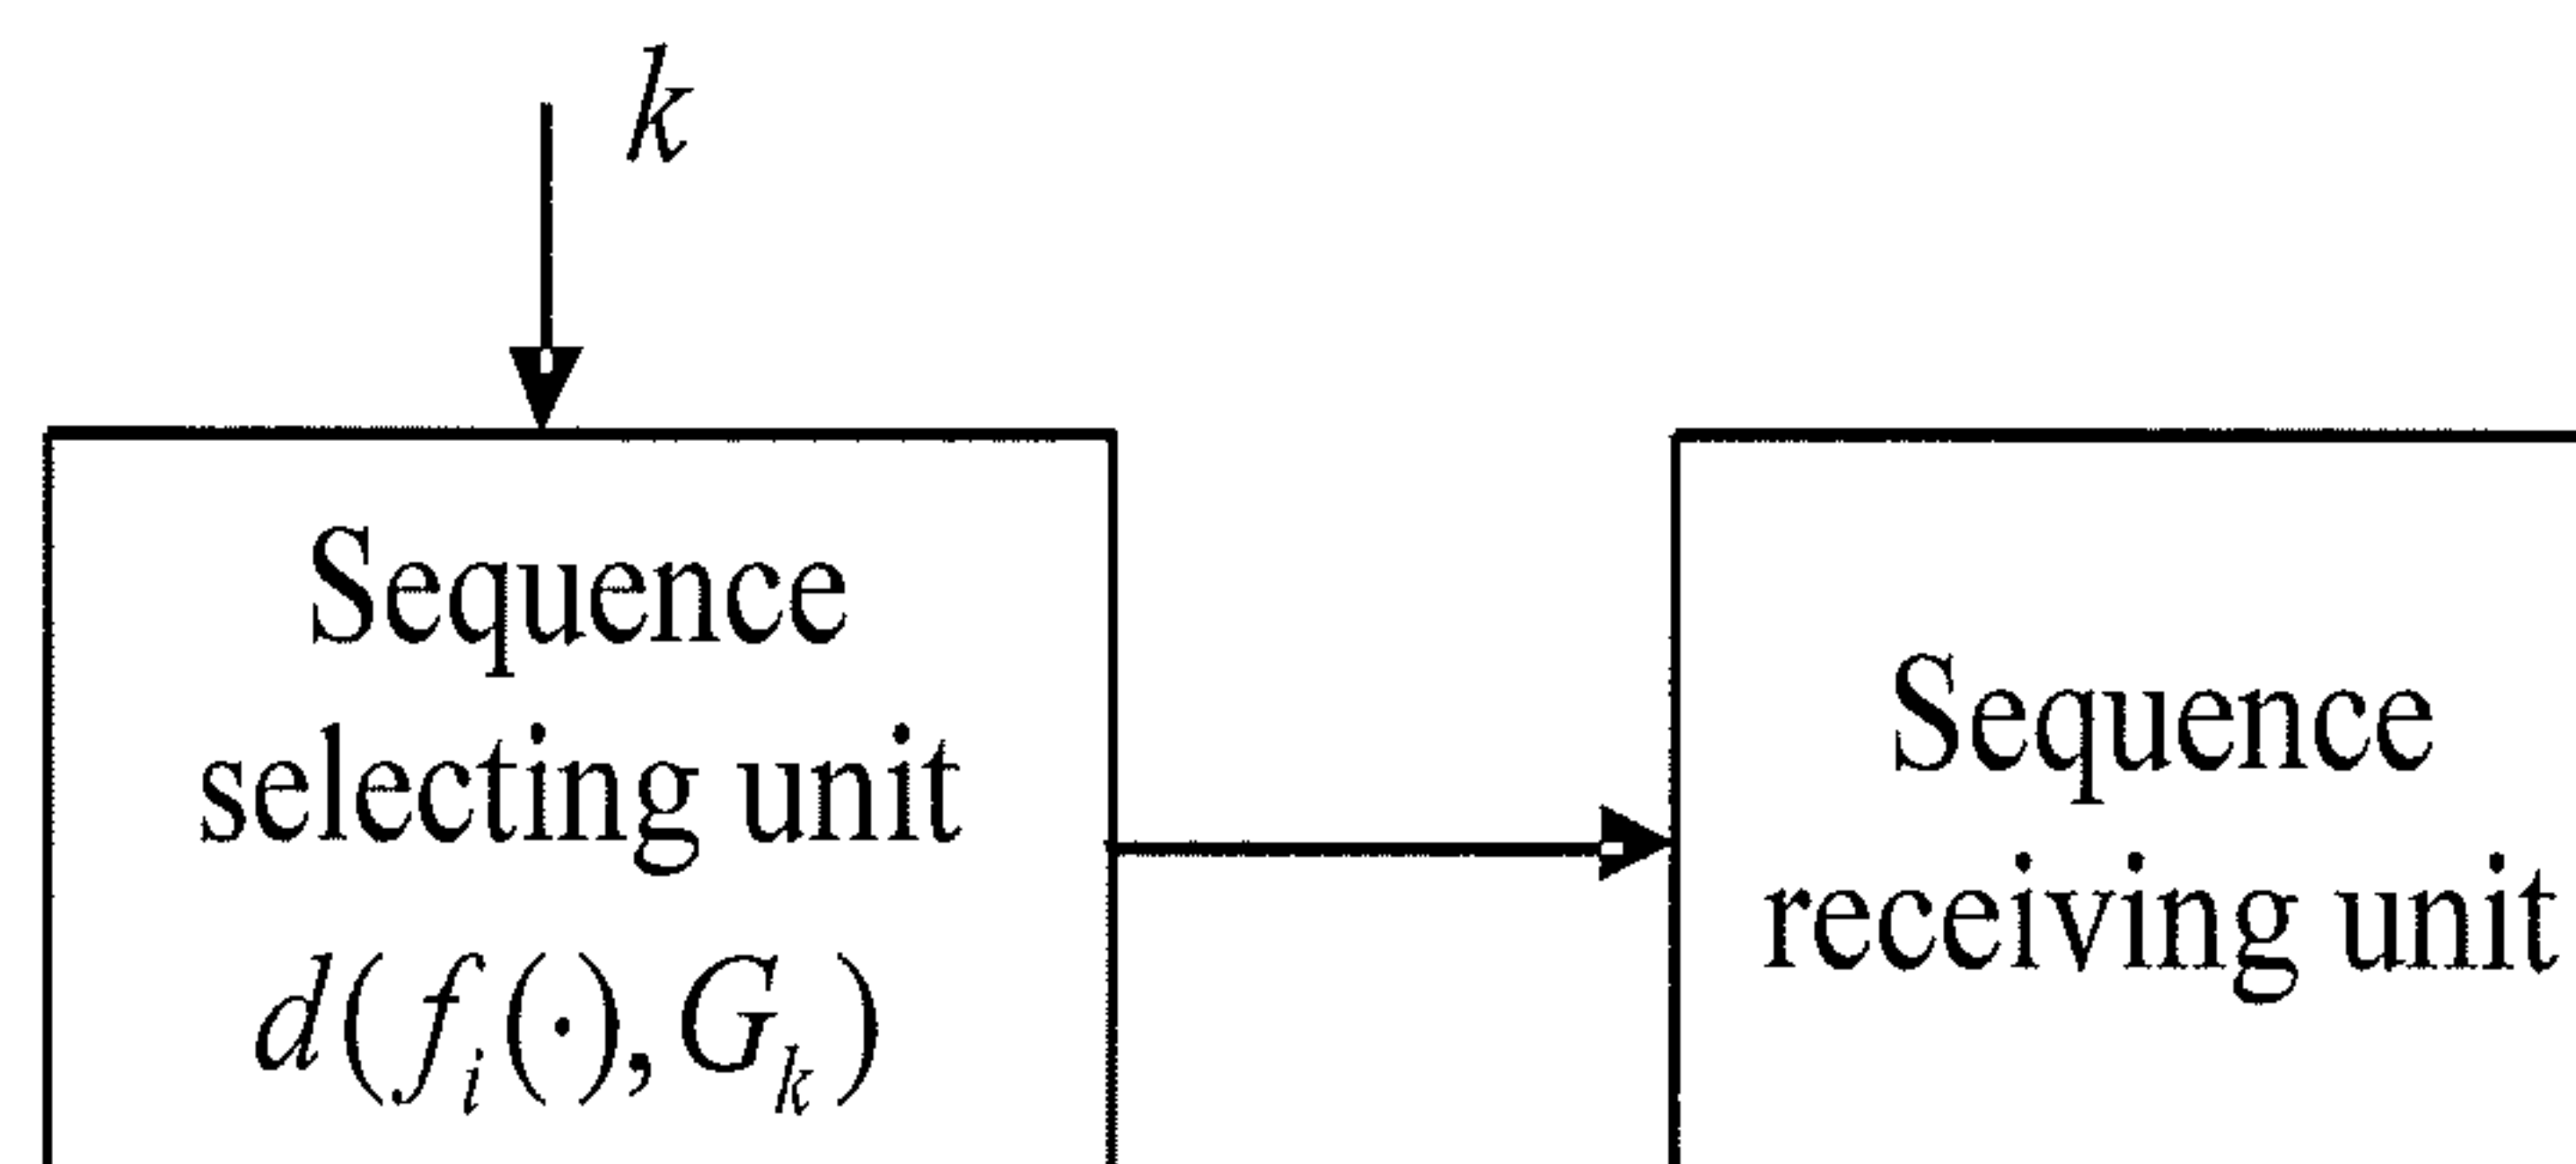 k
Sequence
selecting unit
d(f_i(·), G_k)
Sequence
receiving unit